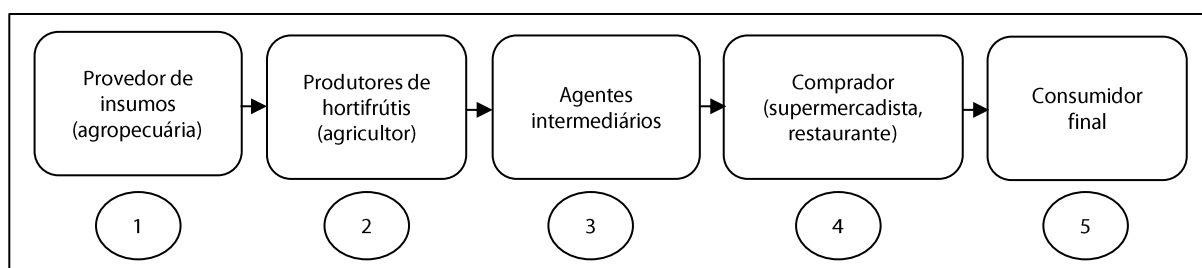 Provedor de
insumos
(agropecuária)
Produtores de
hortifrútis
(agricultor)
Agentes
intermediários
Comprador
(supermercadista,
restaurante)
Consumidor
final
1
2
3
4
5